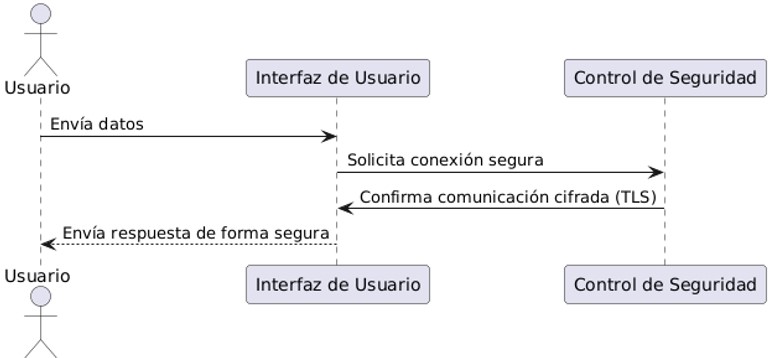 Usuario
Interfaz de Usuario
Control de Seguridad
Envía datos
Solicita conexión segura
Confirma comunicación cifrada (TLS)
Envía respuesta de forma segura
Usuario
Interfaz de Usuario
Control de Seguridad